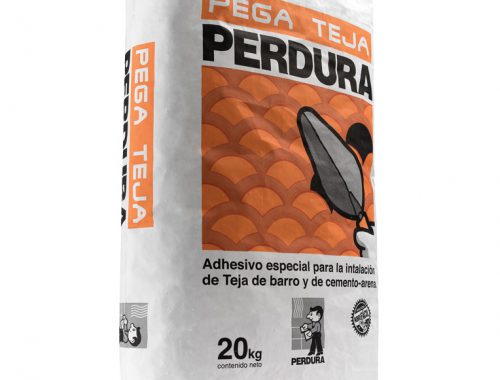 PEGA TEJA
PERDURA
PEGA TEJA
PERDURA
Adhesivo especial para la intalación
de Teja de barro y de cemento-arena.
20kg
contenido neto
PERDURA